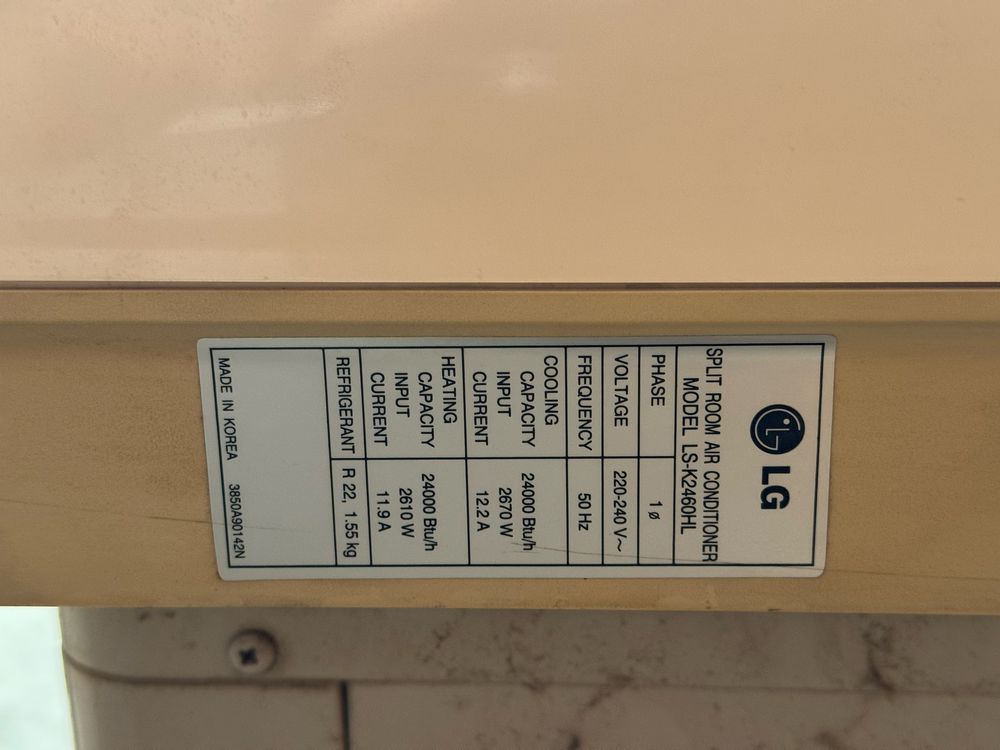 LG
SPLIT ROOM AIR CONDITIONER
MODEL LS-K2460HL
PHASE 1 ø
VOLTAGE 220-240 V~
FREQUENCY 50 Hz
COOLING
CAPACITY 24000 Btu/h
INPUT 2670 W
CURRENT 12.2 A
HEATING
CAPACITY 24000 Btu/h
INPUT 2610 W
CURRENT 11.9 A
REFRIGERANT R 22, 1.55 kg
MADE IN KOREA 3850A90142N